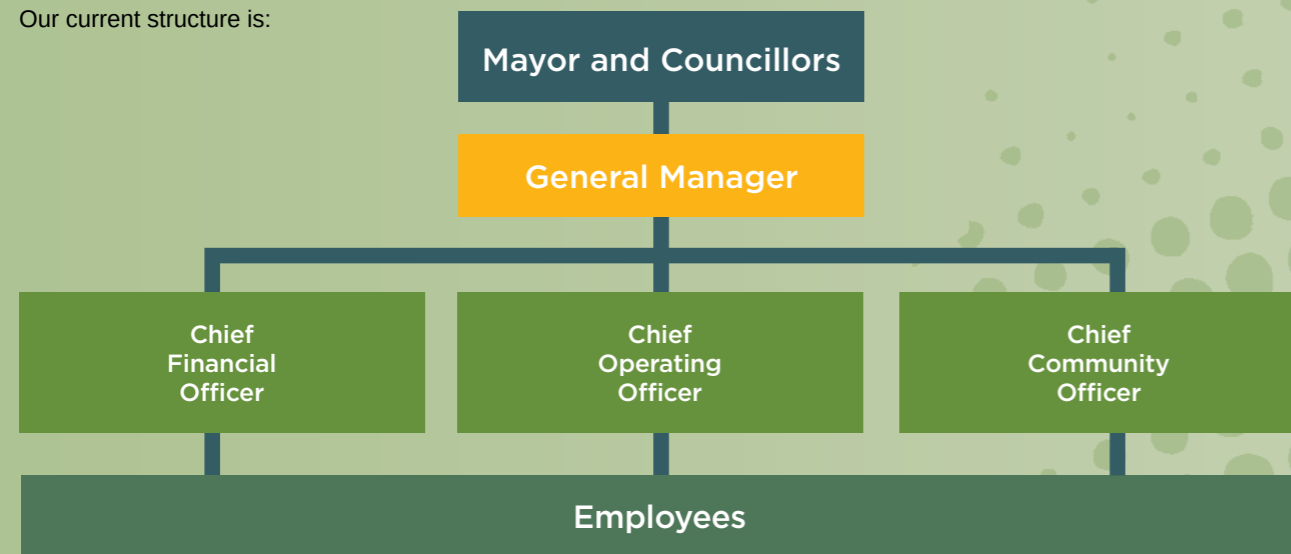 Our current structure is:
Mayor and Councillors
General Manager
Chief
Financial
Officer
Chief
Operating
Officer
Chief
Community
Officer
Employees